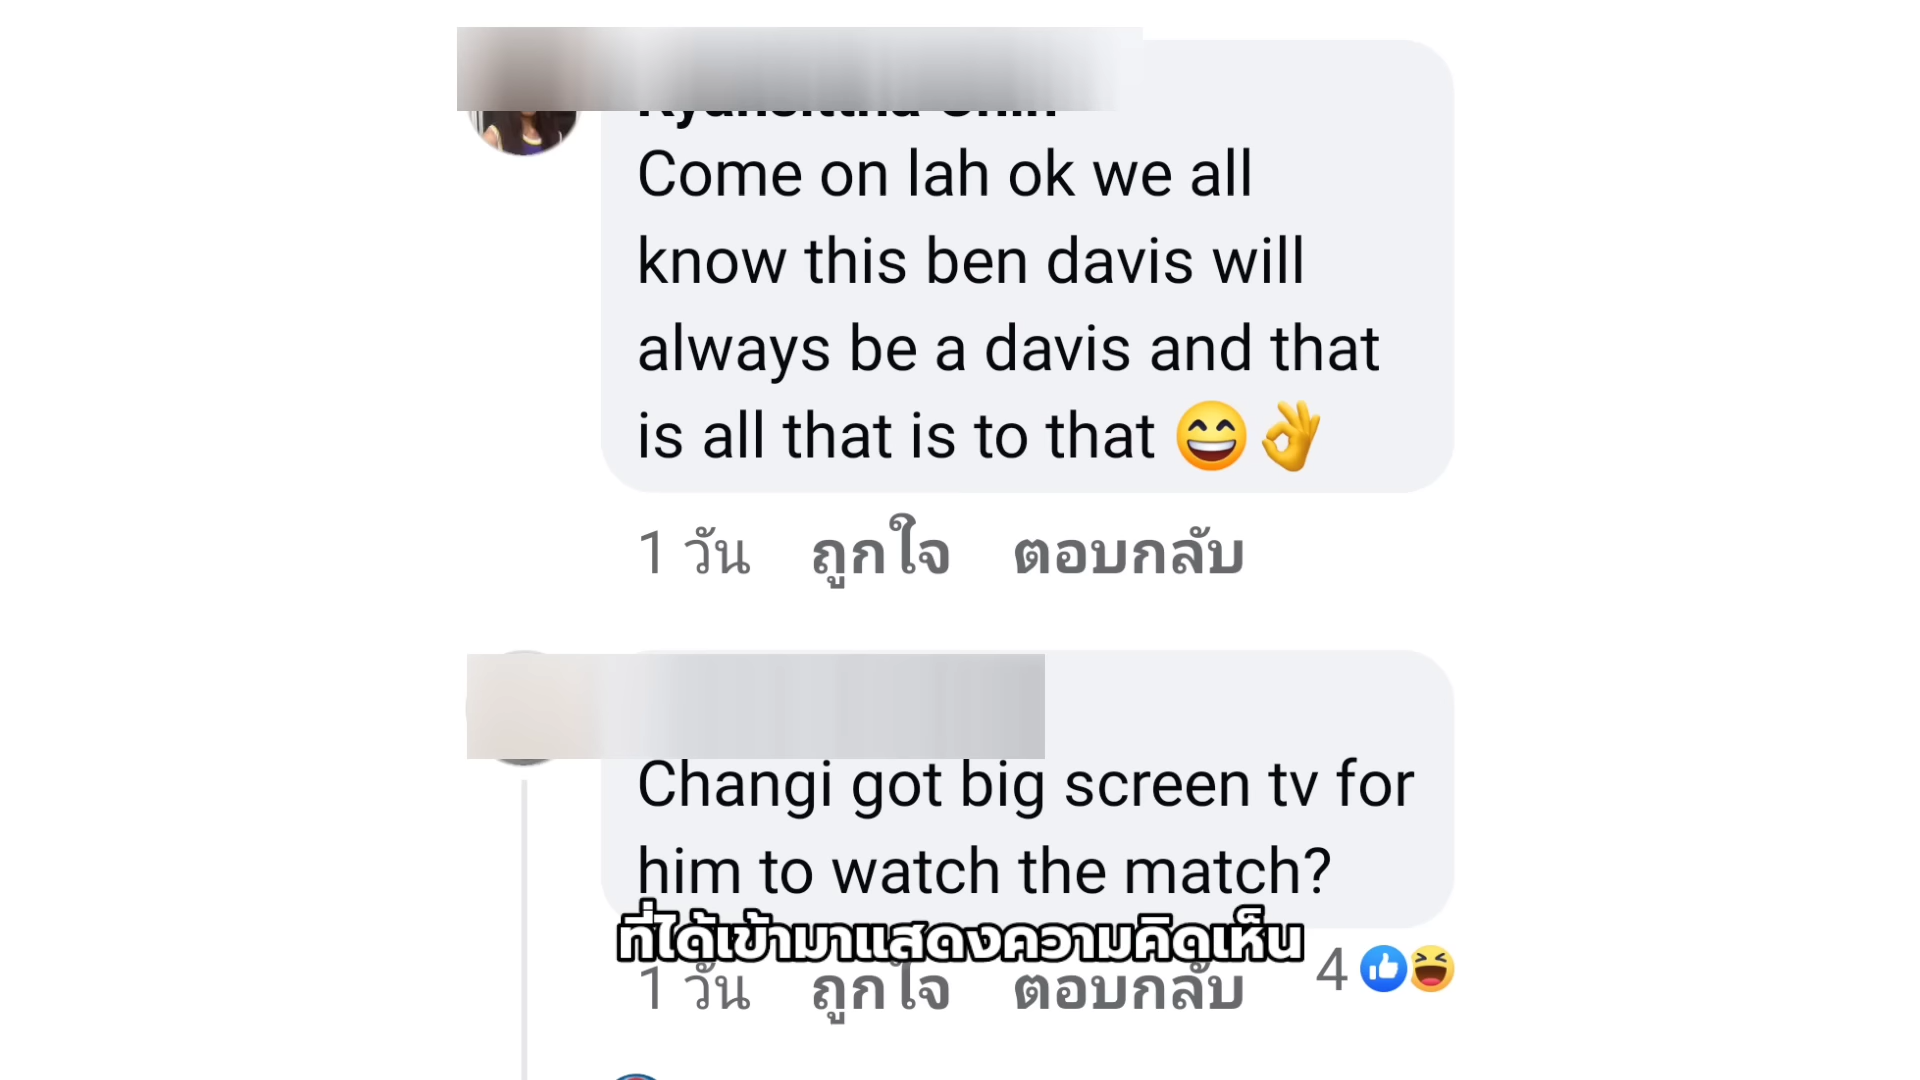 Come on lah ok we all
know this ben davis will
always be a davis and that
is all that is to that 😄👌
1 วัน ถูกใจ ตอบกลับ
Changi got big screen tv for
him to watch the match?
ที่ได้เข้ามาแสดงความคิดเห็น
1 วัน ถูกใจ ตอบกลับ 4